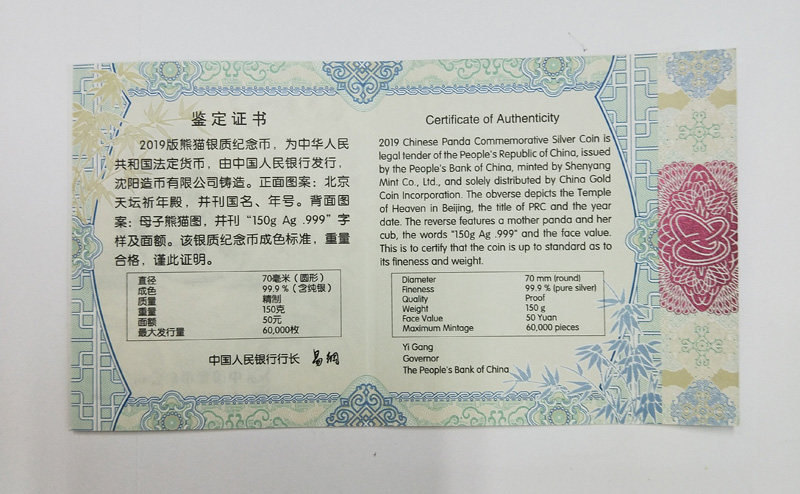 鉴定证书
2019版熊猫银质纪念币，为中华人民
共和国法定货币，由中国人民银行发行，
沈阳造币有限公司铸造。正面图案：北京
天坛祈年殿，并刊国名、年号。背面图
案：母子熊猫图，并刊“150g Ag .999”字
样及面额。该银质纪念币成色标准，重量
合格，谨此证明。
直径 70毫米（圆形）
成色 99.9％（含纯银）
质量 精制
重量 150克
面额 50元
最大发行量 60,000枚
中国人民银行行长 易纲
Certificate of Authenticity
2019 Chinese Panda Commemorative Silver Coin is
legal tender of the People's Republic of China, issued
by the People's Bank of China, minted by Shenyang
Mint Co., Ltd., and solely distributed by China Gold
Coin Incorporation. The obverse depicts the Temple
of Heaven in Beijing, the title of PRC and the year
date. The reverse features a mother panda and her
cub, the words "150g Ag .999" and the face value.
This is to certify that the coin is up to standard as to
its fineness and weight.
Diameter 70 mm (round)
Fineness 99.9 % (pure silver)
Quality Proof
Weight 150 g
Face Value 50 Yuan
Maximum Mintage 60,000 pieces
Yi Gang
Governor
The People's Bank of China